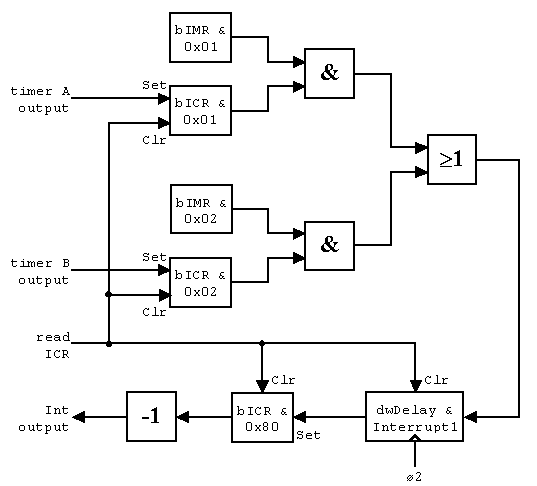 bIMR &
0x01
timer A
output
Set
bICR &
0x01
Clr
&
≥1
bIMR &
0x02
timer B
output
Set
bICR &
0x02
Clr
&
read
ICR
Clr
Clr
Int
output
-1
bICR &
0x80
Set
dwDelay &
Interrupt1
ø2